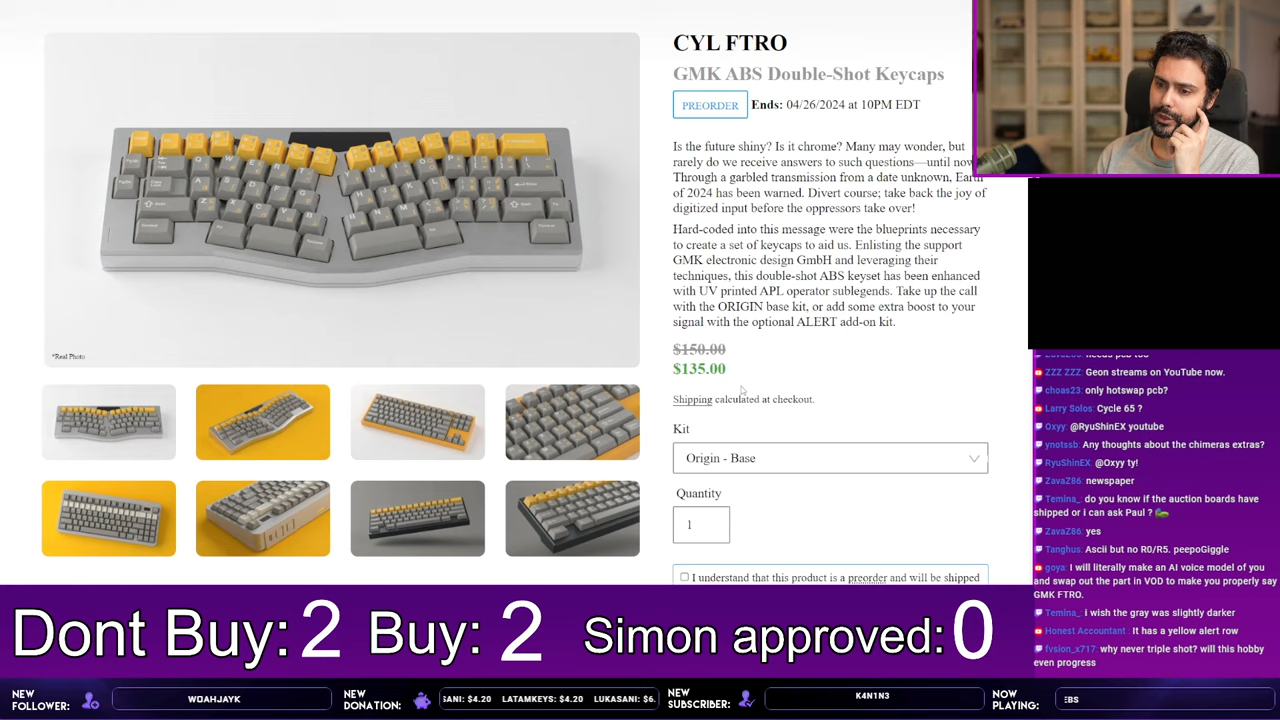 CYL FTRO
GMK ABS Double-Shot Keycaps
PREORDER
Ends: 04/26/2024 at 10PM EDT
Is the future shiny? Is it chrome? Many may wonder, but
rarely do we receive answers to such questions—until now.
Through a garbled transmission from a date unknown, Earth
of 2024 has been warned. Divert course; take back the joy of
digitized input before the oppressors take over!
Hard-coded into this message were the blueprints necessary
to create a set of keycaps to aid us. Enlisting the support
GMK electronic design GmbH and leveraging their
techniques, this double-shot ABS keyset has been enhanced
with UV printed APL operator sublegends. Take up the call
with the ORIGIN base kit, or add some extra boost to your
signal with the optional ALERT add-on kit.
$150.00
$135.00
Shipping calculated at checkout.
Kit
Origin - Base
Quantity
1
I understand that this product is a preorder and will be shipped
*Real Photo
ZavaZ86: needs pcb too
ZZZ ZZZ: Geon streams on YouTube now.
choas23: only hotswap pcb?
Larry Solos: Cycle 65 ?
Oxyy: @RyuShinEX youtube
ynotssb: Any thoughts about the chimeras extras?
RyuShinEX: @Oxyy ty!
ZavaZ86: newspaper
Temina_: do you know if the auction boards have
shipped or i can ask Paul ?
ZavaZ86: yes
Tanghus: Ascii but no R0/R5. peepoGiggle
goya: I will literally make an AI voice model of you
and swap out the part in VOD to make you properly say
GMK FTRO.
Temina_: i wish the gray was slightly darker
Honest Accountant : It has a yellow alert row
fvsion_x717: why never triple shot? will this hobby
even progress
Dont Buy: 2 Buy: 2 Simon approved: 0
NEW
FOLLOWER:
WOAHJAYK
NEW
DONATION:
SANI: $4.20 LATAMKEYS: $4.20 LUKASANI: $6.
NEW
SUBSCRIBER:
K4N1N3
NOW
PLAYING:
EBS